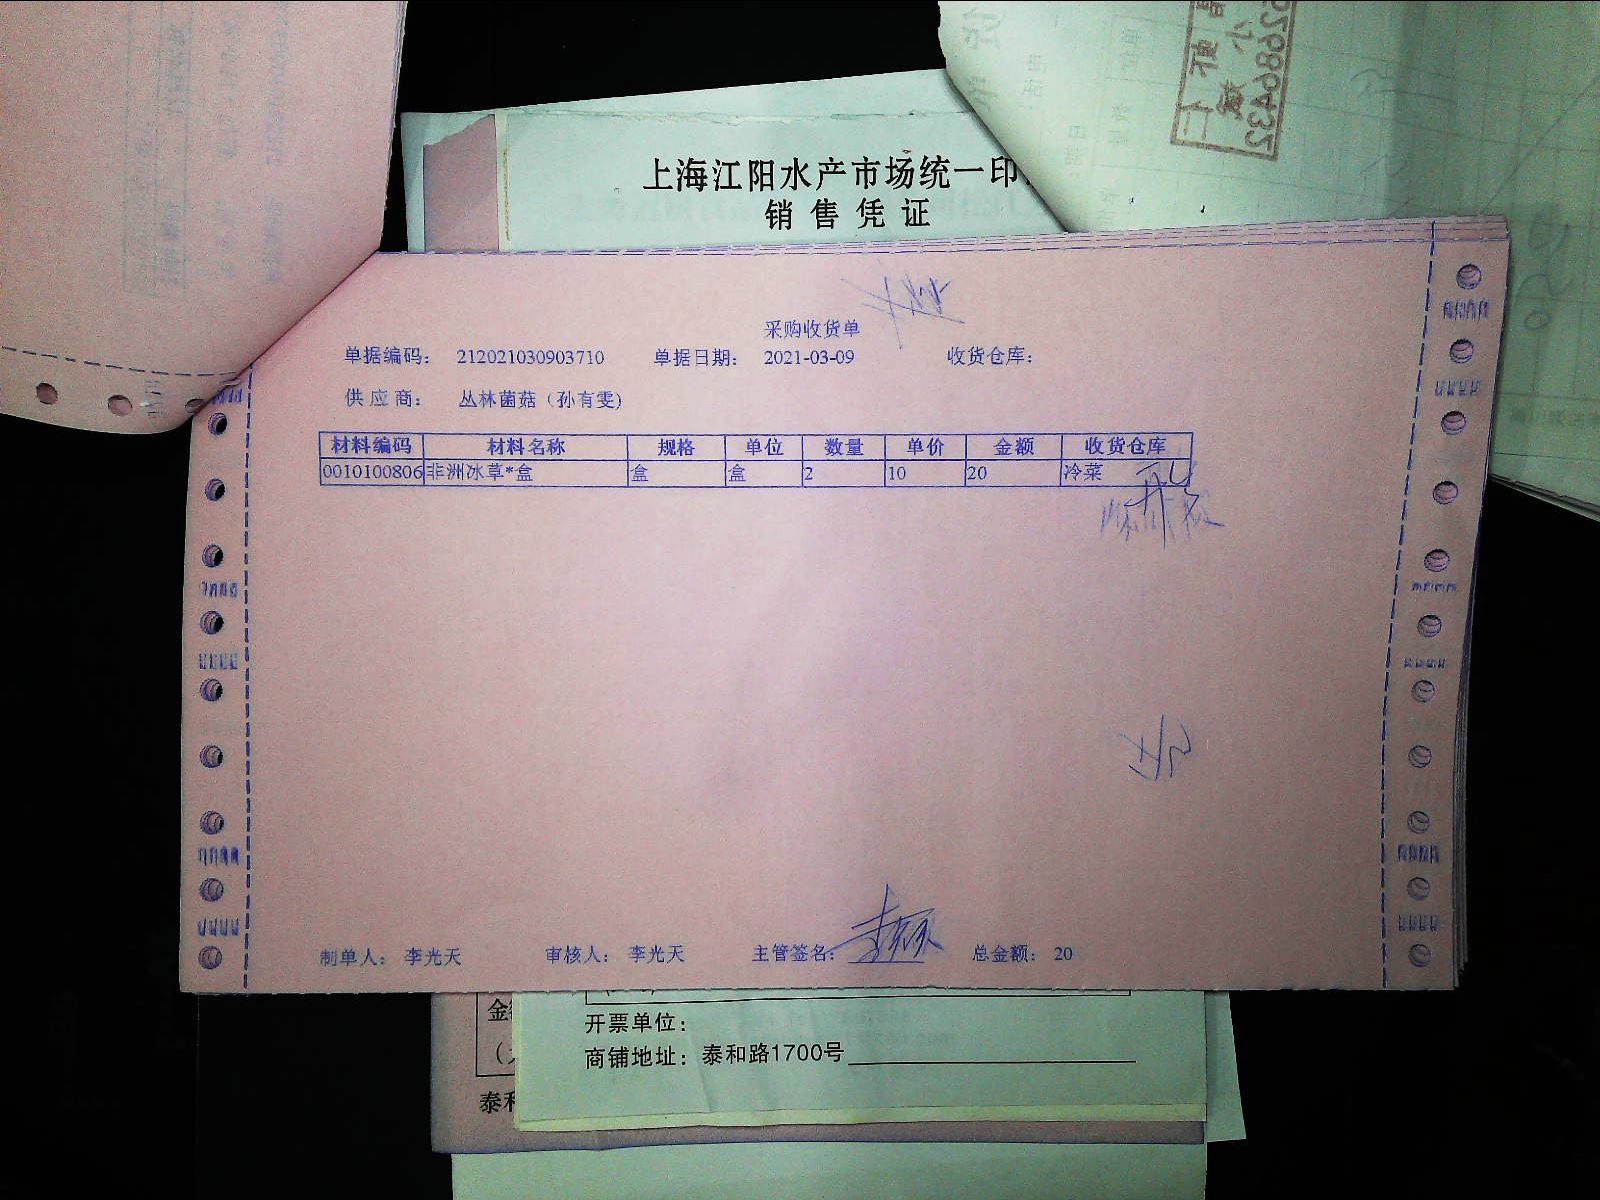 上海江阳水产市场统一印
销售凭证
采购收货单
单据编码： 212021030903710 单据日期： 2021-03-09 收货仓库：
供应商： 丛林菌菇（孙有雯）
材料编码 材料名称 规格 单位 数量 单价 金额 收货仓库
0010100806 非洲冰草*盒 盒 盒 2 10 20 冷菜
制单人： 李光天 审核人： 李光天 主管签名： 总金额： 20
开票单位：
商铺地址：泰和路1700号